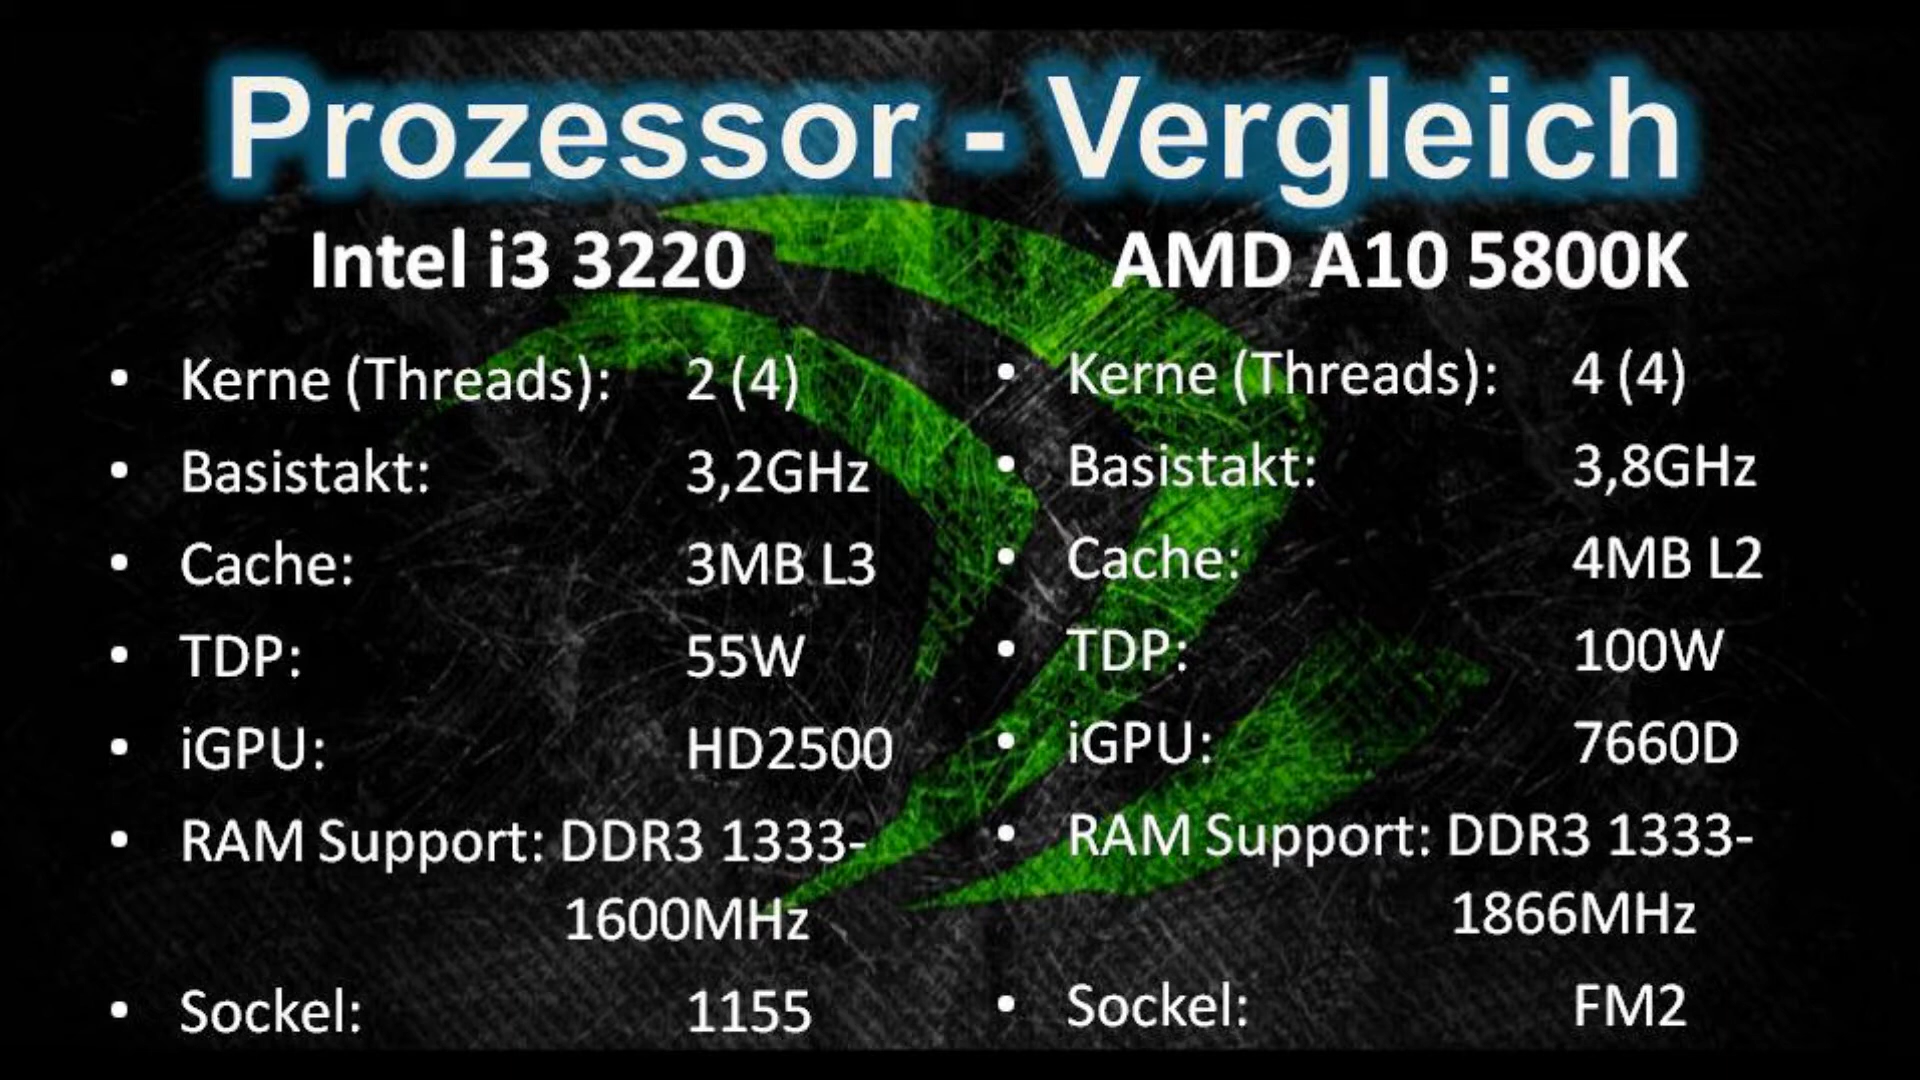 Prozessor - Vergleich
Intel i3 3220
• Kerne (Threads): 2 (4)
• Basistakt: 3,2GHz
• Cache: 3MB L3
• TDP: 55W
• iGPU: HD2500
• RAM Support: DDR3 1333-
1600MHz
• Sockel: 1155
AMD A10 5800K
• Kerne (Threads): 4 (4)
• Basistakt: 3,8GHz
• Cache: 4MB L2
• TDP: 100W
• iGPU: 7660D
• RAM Support: DDR3 1333-
1866MHz
• Sockel: FM2